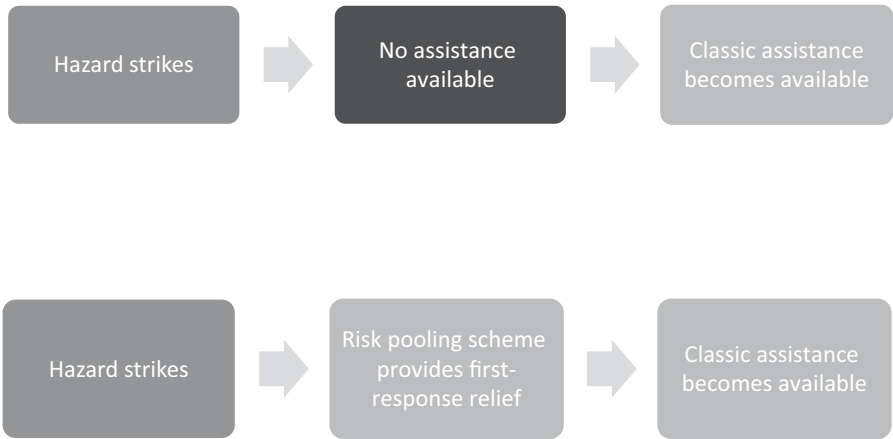 Hazard strikes
No assistance
available
Classic assistance
becomes available
Hazard strikes
Risk pooling scheme
provides first-
response relief
Classic assistance
becomes available